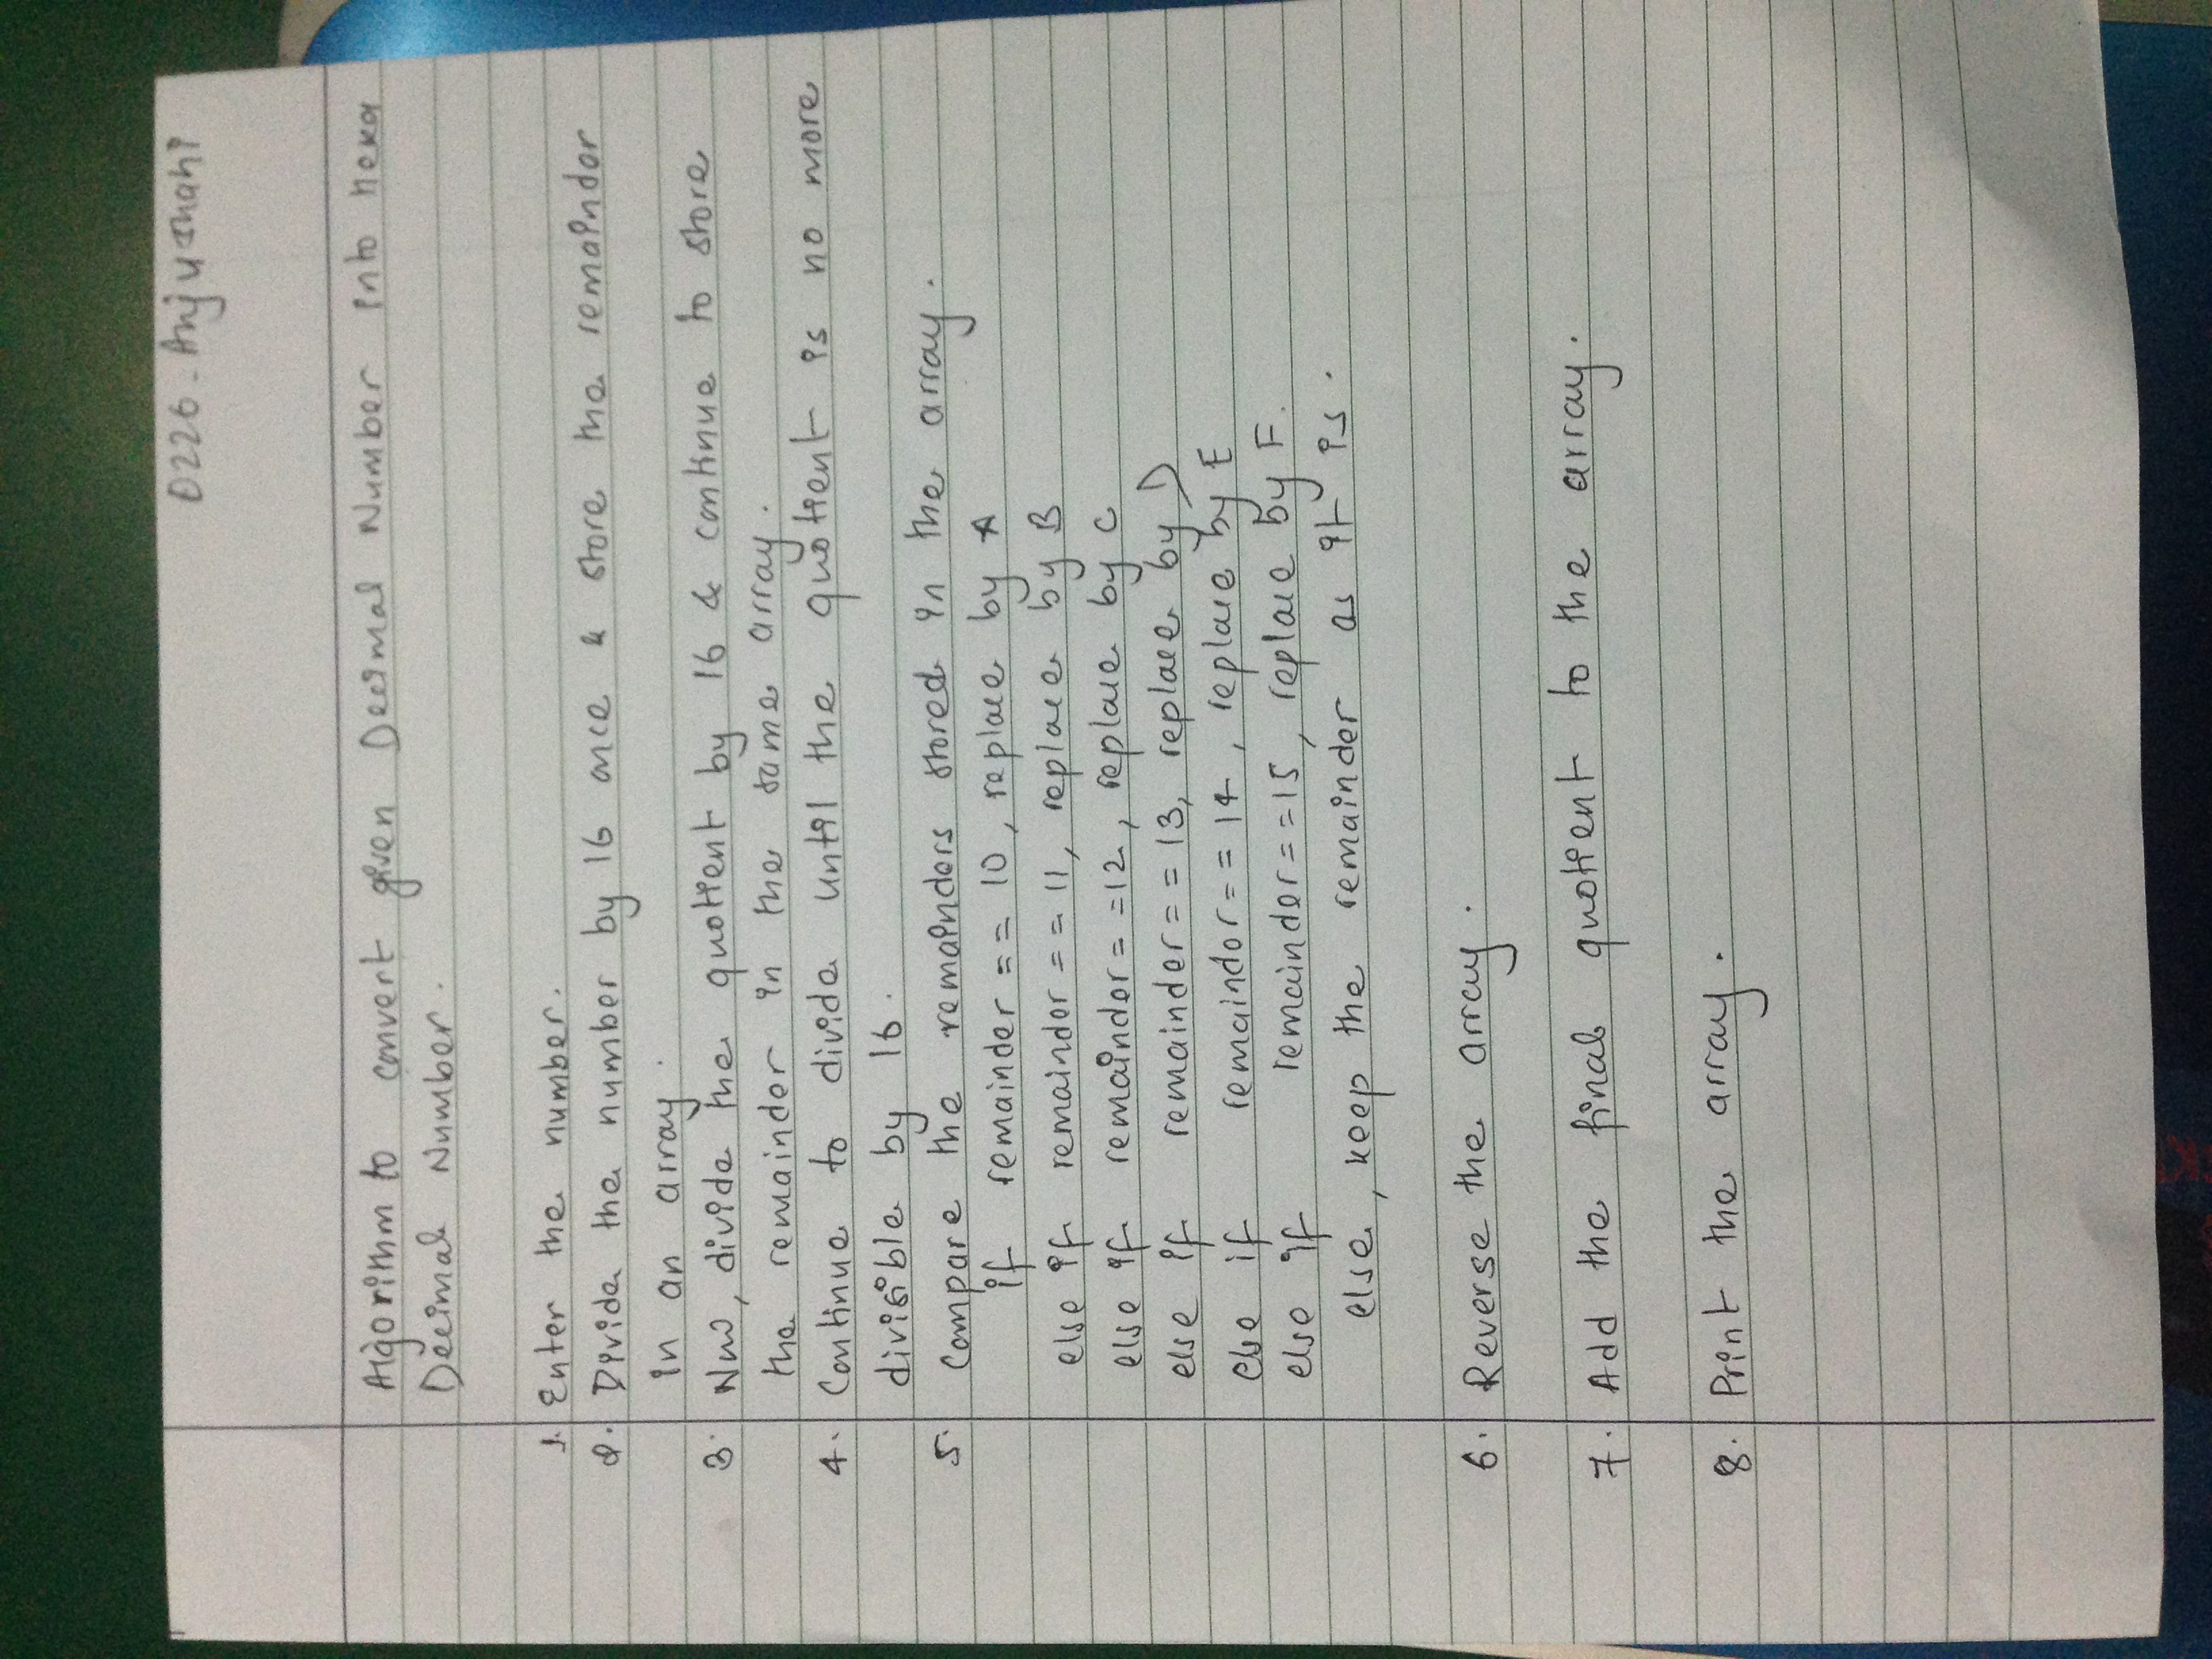 0226 - Anju Shahi
Algorithm to convert given Decimal Number into Hexa
Decimal Number.
1. Enter the number.
2. Divide the number by 16 once & store the remainder
in an array.
3. Now, divide the quotient by 16 & continue to store
the remainder in the same array.
4. Continue to divide until the quotient is no more
divisible by 16.
5. Compare the remainders stored in the array.
if remainder == 10, replace by A
else if remainder == 11, replace by B
else if remainder == 12, replace by C
else if remainder == 13, replace by D
else if remainder == 14, replace by E
else if remainder == 15, replace by F.
else, keep the remainder as it is.
6. Reverse the array.
7. Add the final quotient to the array.
8. Print the array.